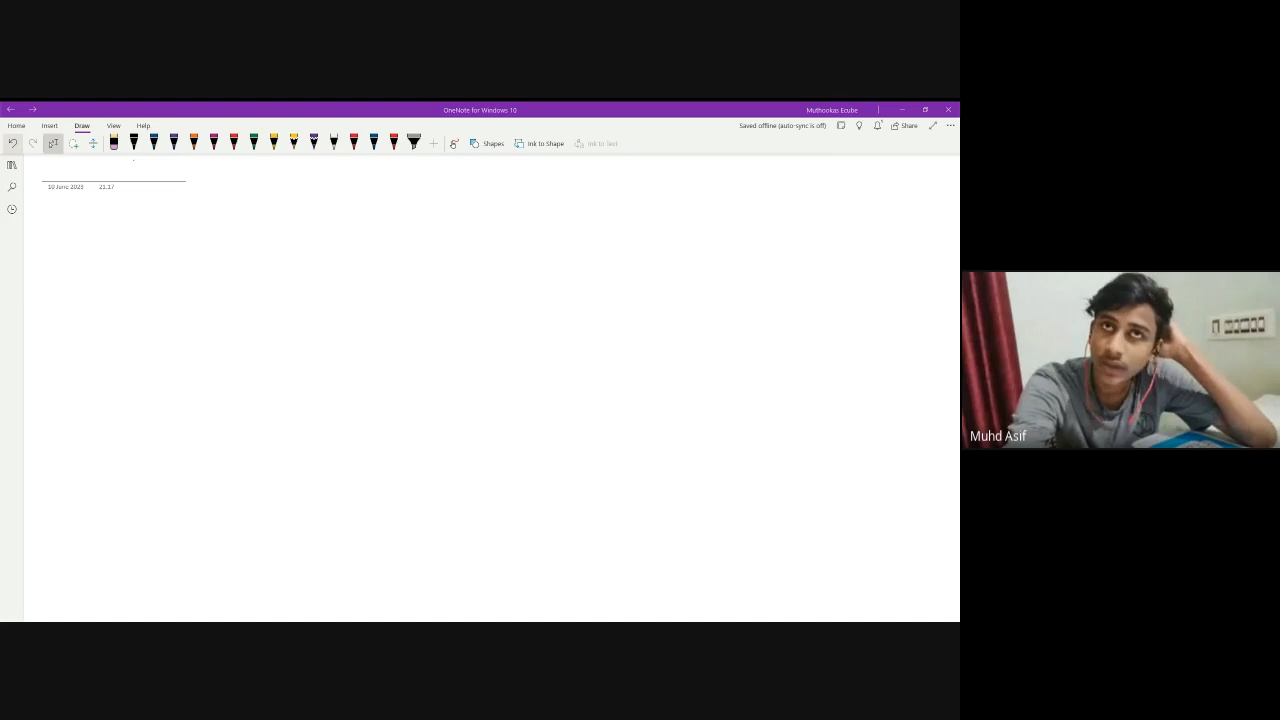 OneNote for Windows 10
Muthookas Ecube
Home Insert Draw View Help
Saved offline (auto-sync is off)
Share
Shapes
Ink to Shape
Ink to Text
10 June 2023 21:17
Muhd Asif